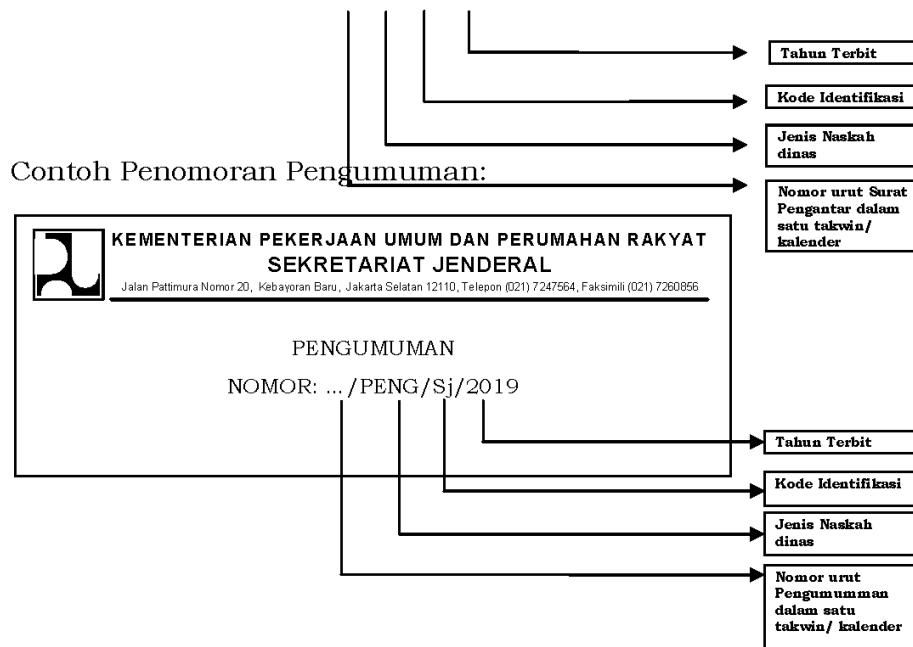 Tahun Terbit
Kode Identifikasi
Jenis Naskah
dinas
Contoh Penomoran Pengumuman:
Nomor urut Surat
Pengantar dalam
satu takwin/
kalender
KEMENTERIAN PEKERJAAN UMUM DAN PERUMAHAN RAKYAT
SEKRETARIAT JENDERAL
Jalan Pattimura Nomor 20, Kebayoran Baru, Jakarta Selatan 12110, Telepon (021) 7247564, Faksimili (021) 7260856
PENGUMUMAN
NOMOR: .../PENG/Sj/2019
Tahun Terbit
Kode Identifikasi
Jenis Naskah
dinas
Nomor urut
Pengumumman
dalam satu
takwin/ kalender